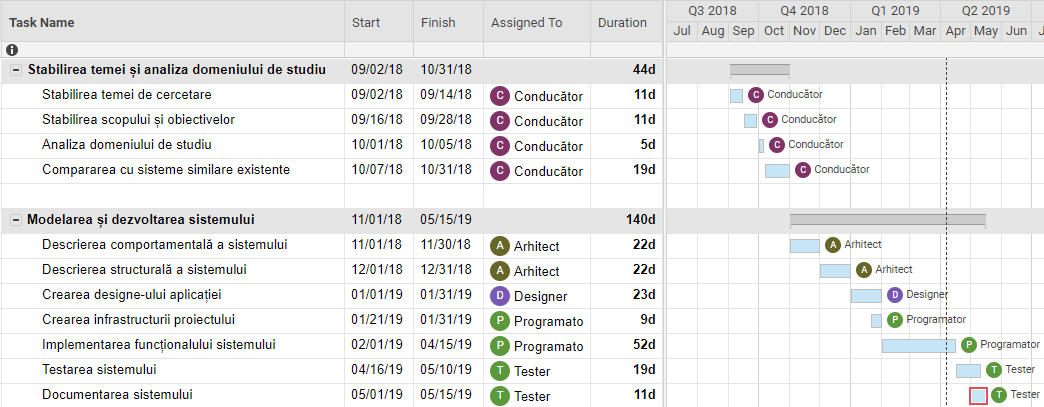 Task Name Start Finish Assigned To Duration Q3 2018 Q4 2018 Q1 2019 Q2 2019
Jul Aug Sep Oct Nov Dec Jan Feb Mar Apr May Jun
Stabilirea temei și analiza domeniului de studiu 09/02/18 10/31/18 44d
Stabilirea temei de cercetare 09/02/18 09/14/18 C Conducător 11d C Conducător
Stabilirea scopului și obiectivelor 09/16/18 09/28/18 C Conducător 11d C Conducător
Analiza domeniului de studiu 10/01/18 10/05/18 C Conducător 5d C Conducător
Compararea cu sisteme similare existente 10/07/18 10/31/18 C Conducător 19d C Conducător
Modelarea și dezvoltarea sistemului 11/01/18 05/15/19 140d
Descrierea comportamentală a sistemului 11/01/18 11/30/18 A Arhitect 22d A Arhitect
Descrierea structurală a sistemului 12/01/18 12/31/18 A Arhitect 22d A Arhitect
Crearea designe-ului aplicației 01/01/19 01/31/19 D Designer 23d D Designer
Crearea infrastructurii proiectului 01/21/19 01/31/19 P Programato 9d P Programator
Implementarea funcționalului sistemului 02/01/19 04/15/19 P Programato 52d P Programator
Testarea sistemului 04/16/19 05/10/19 T Tester 19d T Tester
Documentarea sistemului 05/01/19 05/15/19 T Tester 11d T Tester